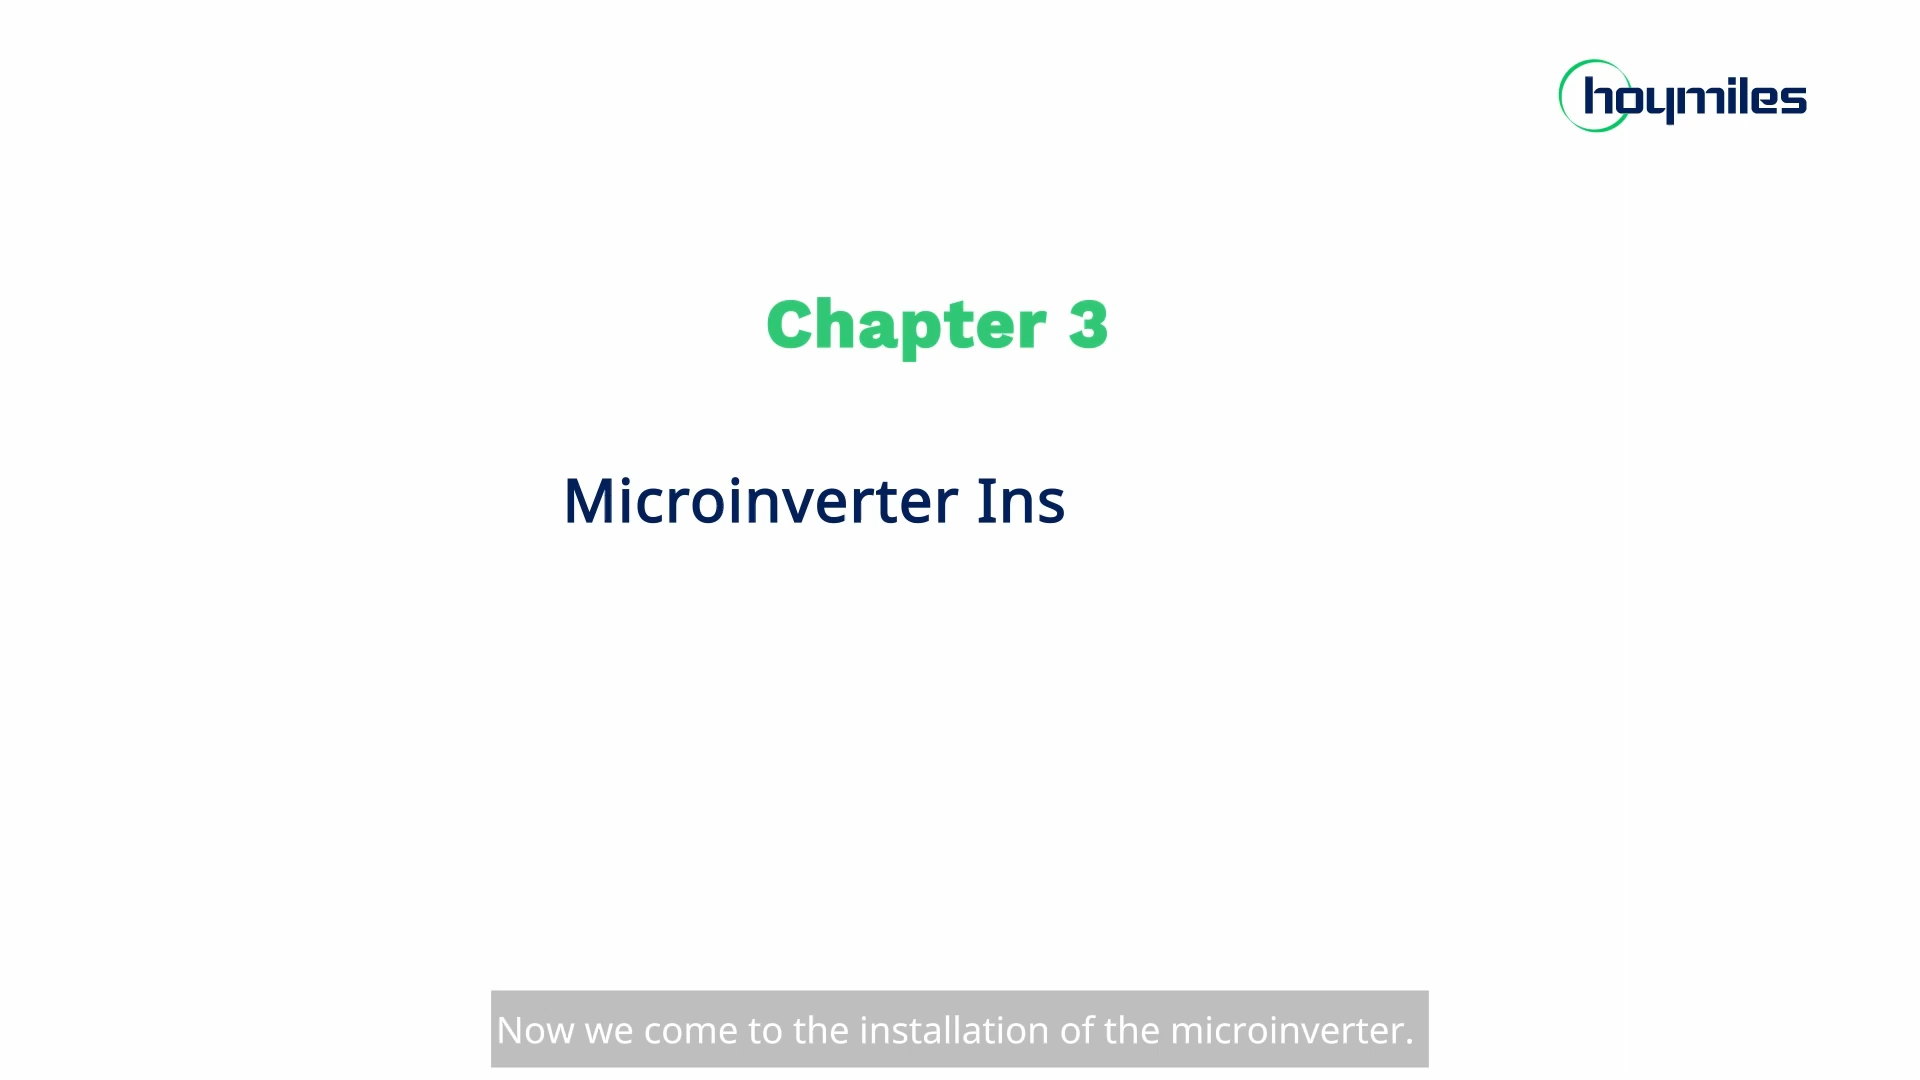 hoymiles
Chapter 3
Microinverter Ins
Now we come to the installation of the microinverter.